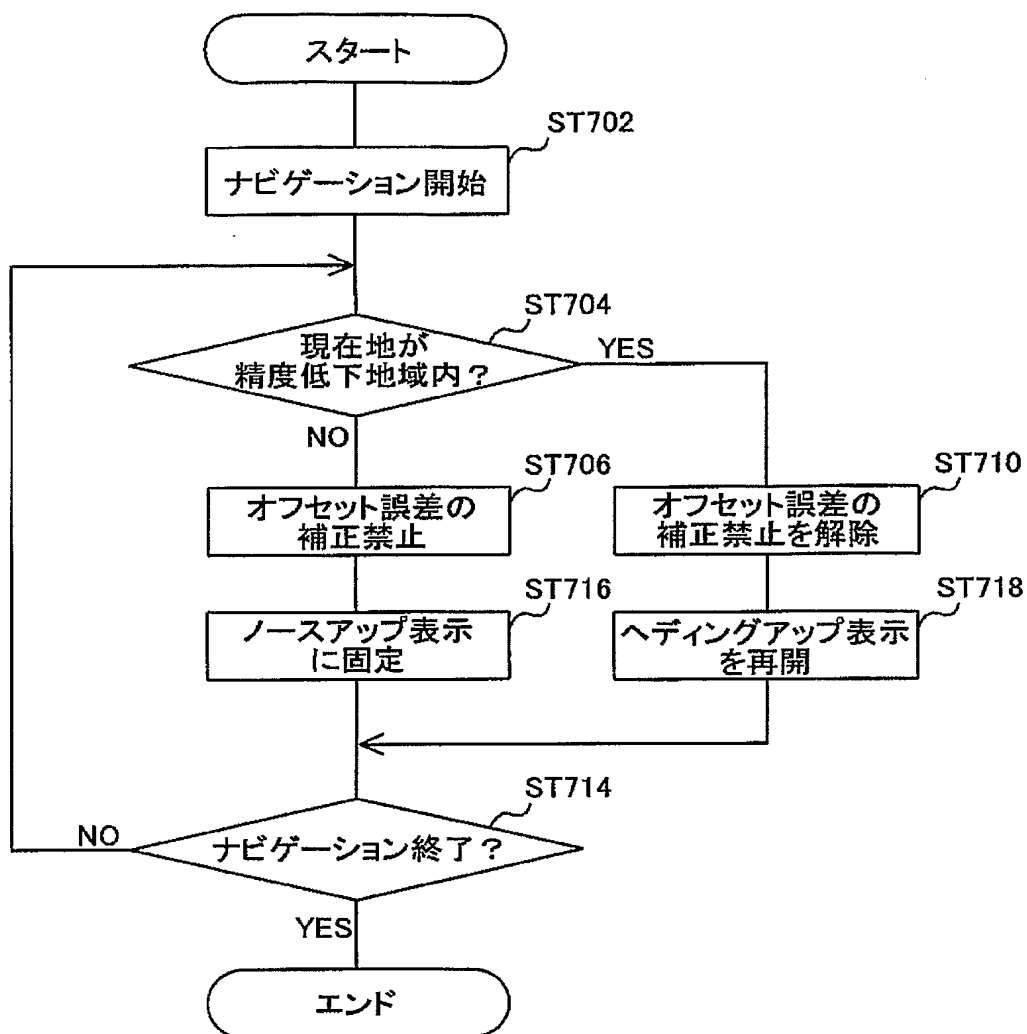 スタート
ST702
ナビゲーション開始
ST704
現在地が
精度低下地域内？
YES
NO
ST706
オフセット誤差の
補正禁止
ST710
オフセット誤差の
補正禁止を解除
ST716
ノースアップ表示
に固定
ST718
ヘディングアップ表示
を再開
ST714
ナビゲーション終了？
NO
YES
エンド